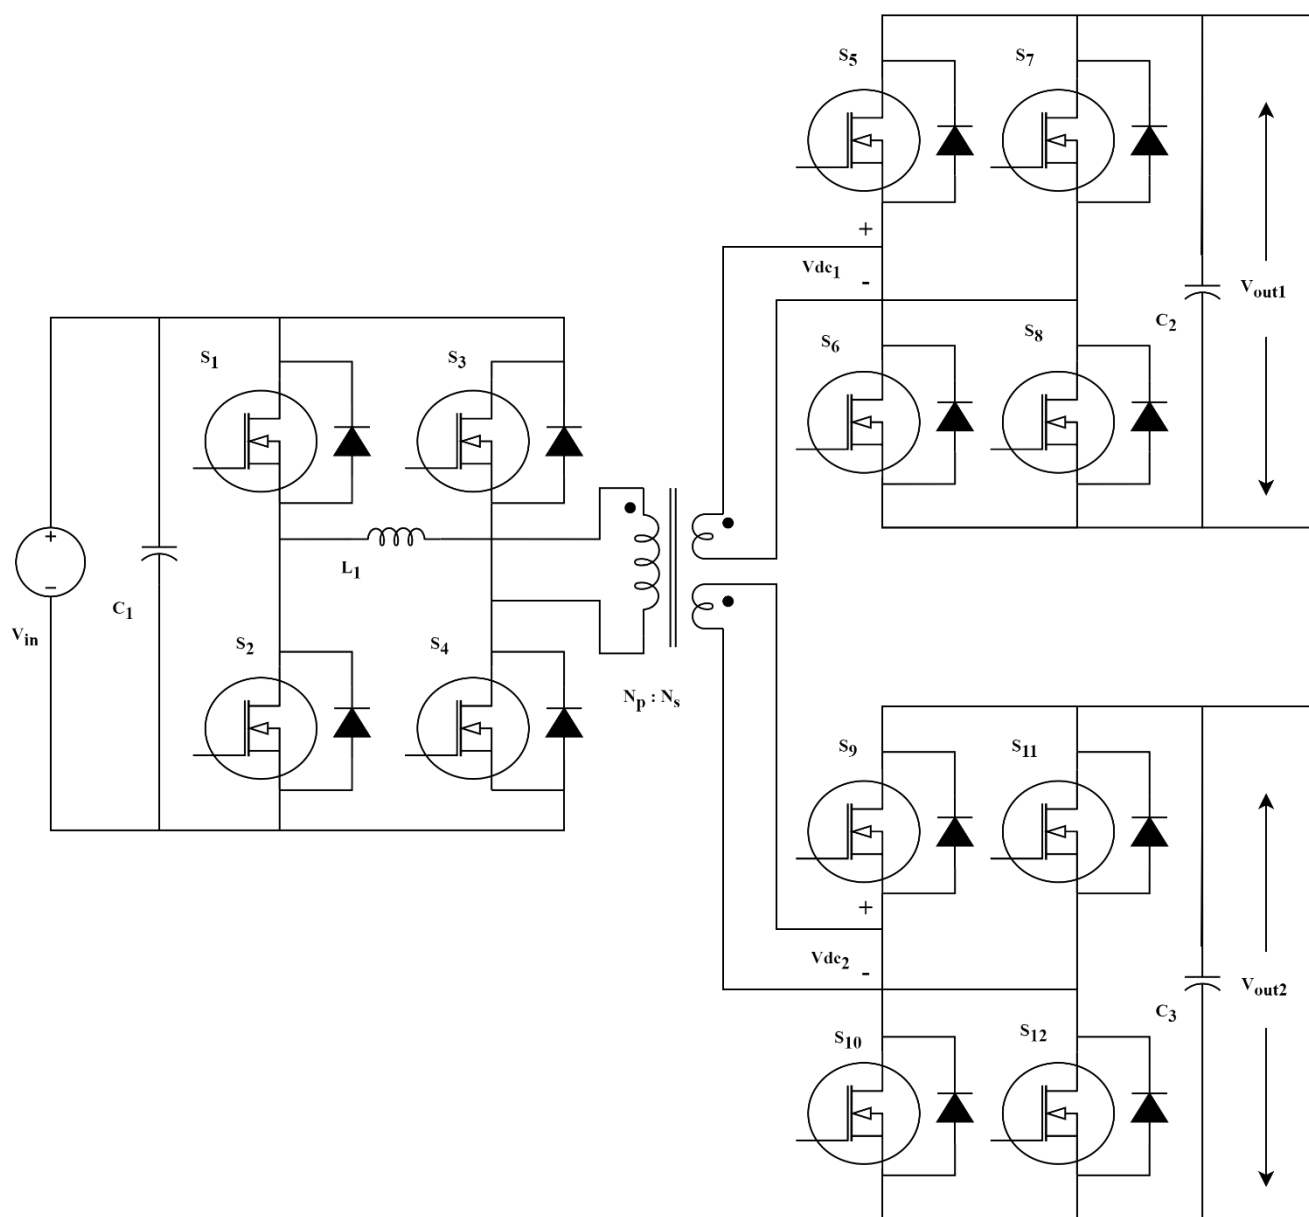 S5
S7
+
Vdc1
-
S6
S8
C2
Vout1
S1
S3
+
−
Vin
C1
L1
S2
S4
Np : Ns
S9
S11
+
Vdc2
-
S10
S12
C3
Vout2